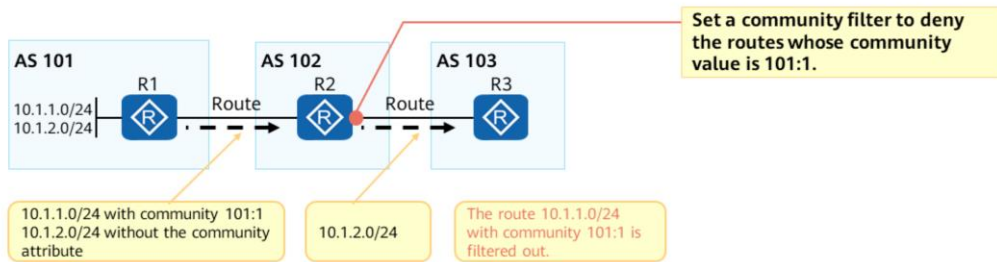 Set a community filter to deny
the routes whose community
value is 101:1.
AS 101
AS 102
AS 103
R1
R2
R3
10.1.1.0/24
10.1.2.0/24
Route
Route
R
R
R
10.1.1.0/24 with community 101:1
10.1.2.0/24 without the community
attribute
10.1.2.0/24
The route 10.1.1.0/24
with community 101:1 is
filtered out.